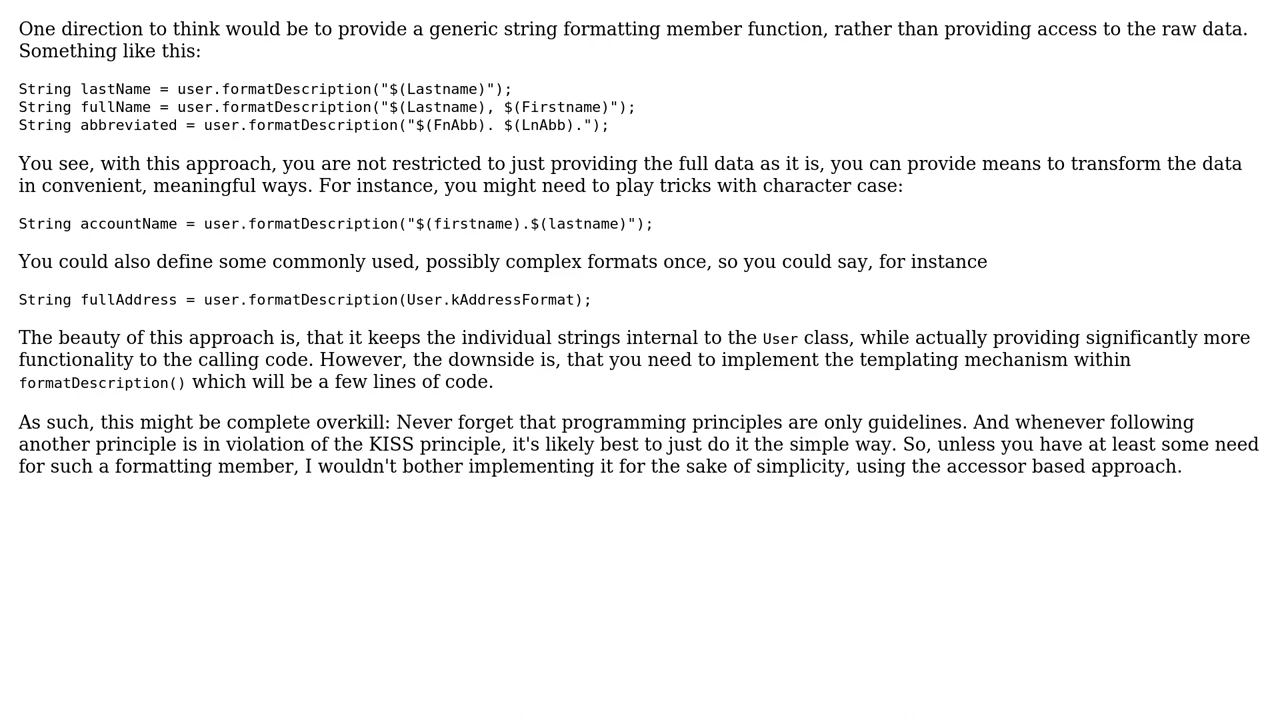 One direction to think would be to provide a generic string formatting member function, rather than providing access to the raw data.
Something like this:
String lastName = user.formatDescription("$(Lastname)");
String fullName = user.formatDescription("$(Lastname), $(Firstname)");
String abbreviated = user.formatDescription("$(FnAbb). $(LnAbb).");
You see, with this approach, you are not restricted to just providing the full data as it is, you can provide means to transform the data
in convenient, meaningful ways. For instance, you might need to play tricks with character case:
String accountName = user.formatDescription("$(firstname).$(lastname)");
You could also define some commonly used, possibly complex formats once, so you could say, for instance
String fullAddress = user.formatDescription(User.kAddressFormat);
The beauty of this approach is, that it keeps the individual strings internal to the User class, while actually providing significantly more
functionality to the calling code. However, the downside is, that you need to implement the templating mechanism within
formatDescription() which will be a few lines of code.
As such, this might be complete overkill: Never forget that programming principles are only guidelines. And whenever following
another principle is in violation of the KISS principle, it's likely best to just do it the simple way. So, unless you have at least some need
for such a formatting member, I wouldn't bother implementing it for the sake of simplicity, using the accessor based approach.